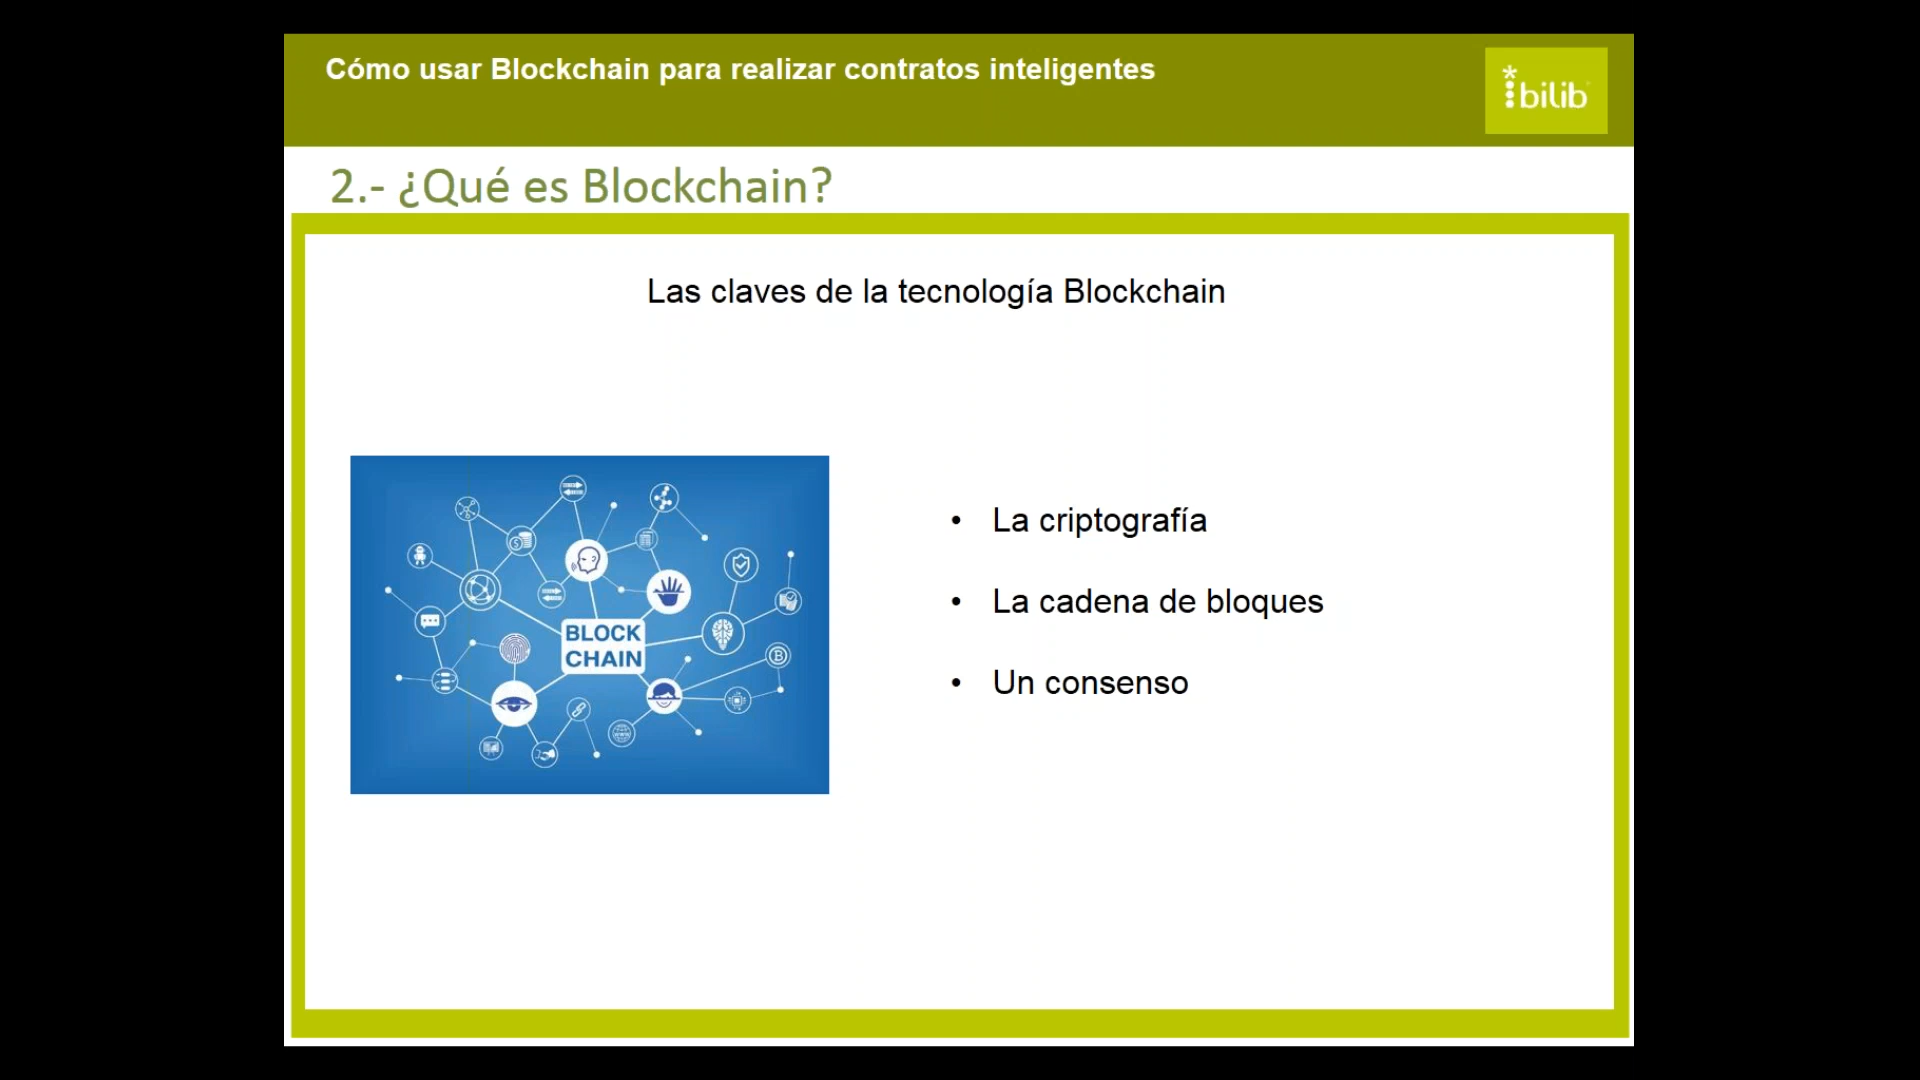 Cómo usar Blockchain para realizar contratos inteligentes
bilib
2.- ¿Qué es Blockchain?
Las claves de la tecnología Blockchain
BLOCK
CHAIN
• La criptografía
• La cadena de bloques
• Un consenso